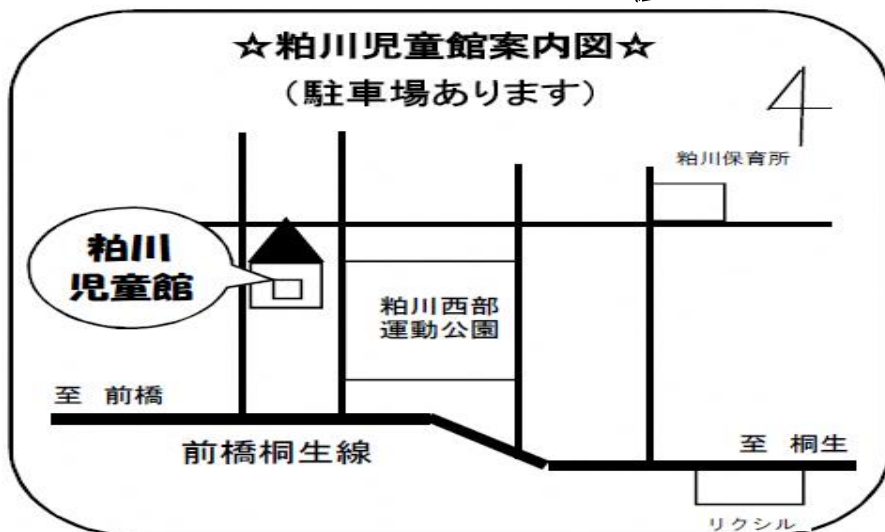 ☆粕川児童館案内図☆
（駐車場あります）
粕川保育所
粕川
児童館
粕川西部
運動公園
至 前橋
前橋桐生線
至 桐生
リクシル